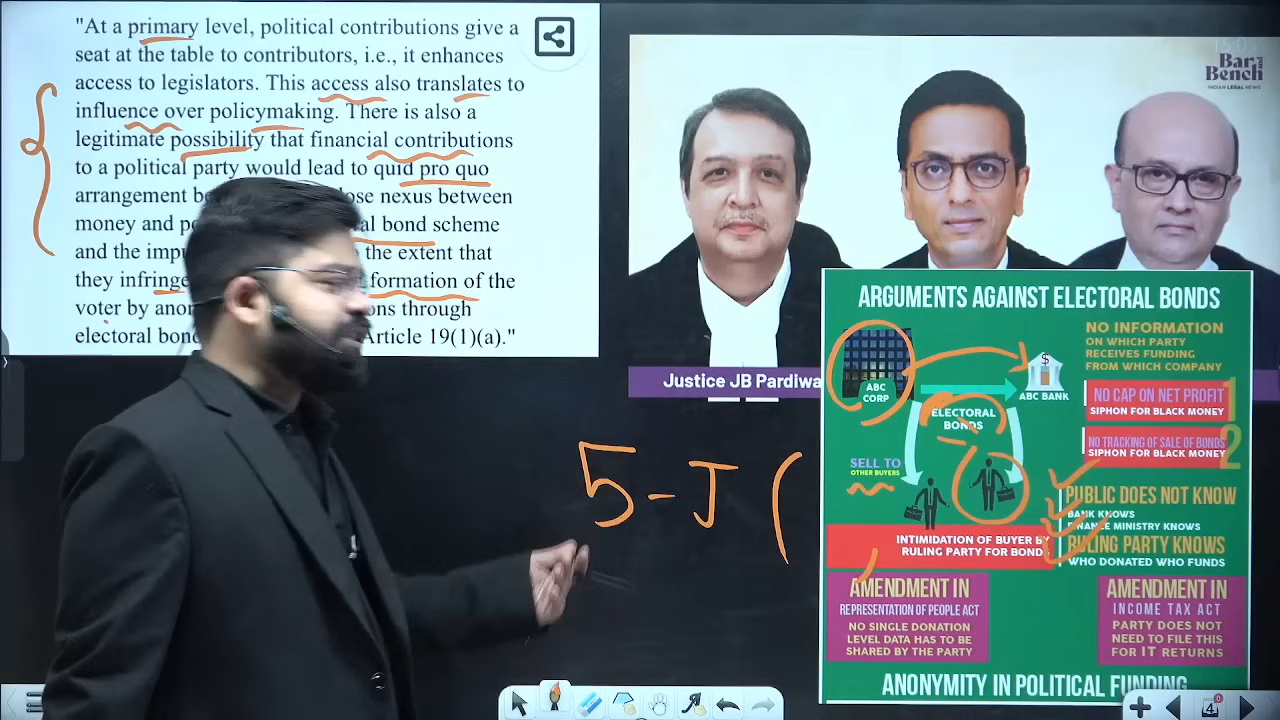 "At a primary level, political contributions give a
seat at the table to contributors, i.e., it enhances
access to legislators. This access also translates to
influence over policymaking. There is also a
legitimate possibility that financial contributions
to a political party would lead to quid pro quo
arrangement ose nexus between
money and al bond scheme
and the the extent that
they infringe formation of the
voter by ons through
electoral Article 19(1)(a)."
Bar and
Bench
INDIAN LEGAL NEWS
Justice JB Pardiwa
5-J (
ARGUMENTS AGAINST ELECTORAL BONDS
ABC
CORP
ELECTORAL
BONDS
ABC BANK
$
SELL TO
OTHER BUYERS
NO INFORMATION
ON WHICH PARTY
RECEIVES FUNDING
FROM WHICH COMPANY
NO CAP ON NET PROFIT
SIPHON FOR BLACK MONEY
1
NO TRACKING OF SALE OF BONDS
SIPHON FOR BLACK MONEY
2
PUBLIC DOES NOT KNOW
BANK KNOWS
FINANCE MINISTRY KNOWS
RULING PARTY KNOWS
WHO DONATED WHO FUNDS
INTIMIDATION OF BUYER BY
RULING PARTY FOR BONDS
AMENDMENT IN
REPRESENTATION OF PEOPLE ACT
NO SINGLE DONATION
LEVEL DATA HAS TO BE
SHARED BY THE PARTY
AMENDMENT IN
INCOME TAX ACT
PARTY DOES NOT
NEED TO FILE THIS
FOR IT RETURNS
ANONYMITY IN POLITICAL FUNDING
4